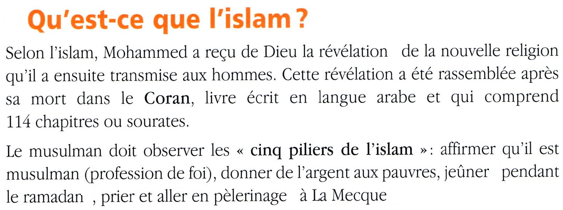 Qu'est-ce que l'islam ?
Selon l'islam, Mohammed a reçu de Dieu la révélation de la nouvelle religion
qu'il a ensuite transmise aux hommes. Cette révélation a été rassemblée après
sa mort dans le Coran, livre écrit en langue arabe et qui comprend
114 chapitres ou sourates.
Le musulman doit observer les « cinq piliers de l'islam » : affirmer qu'il est
musulman (profession de foi), donner de l'argent aux pauvres, jeûner pendant
le ramadan , prier et aller en pèlerinage à La Mecque